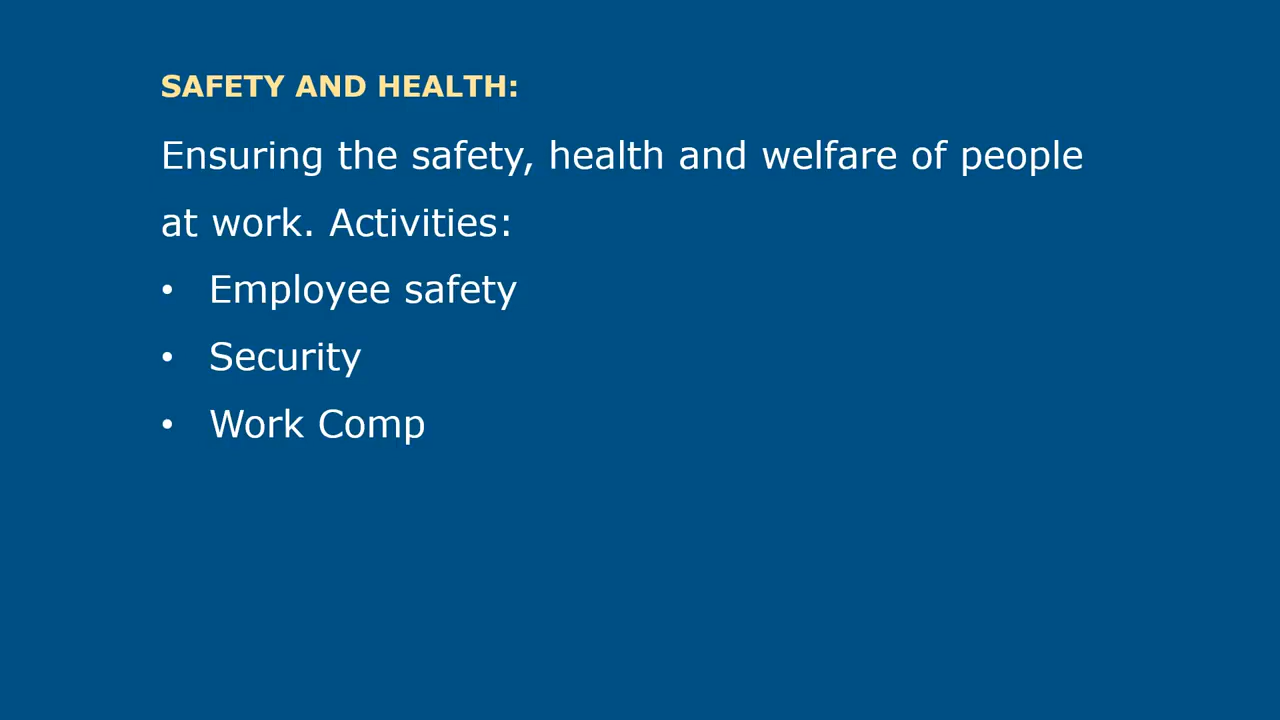 SAFETY AND HEALTH:
Ensuring the safety, health and welfare of people
at work. Activities:
• Employee safety
• Security
• Work Comp